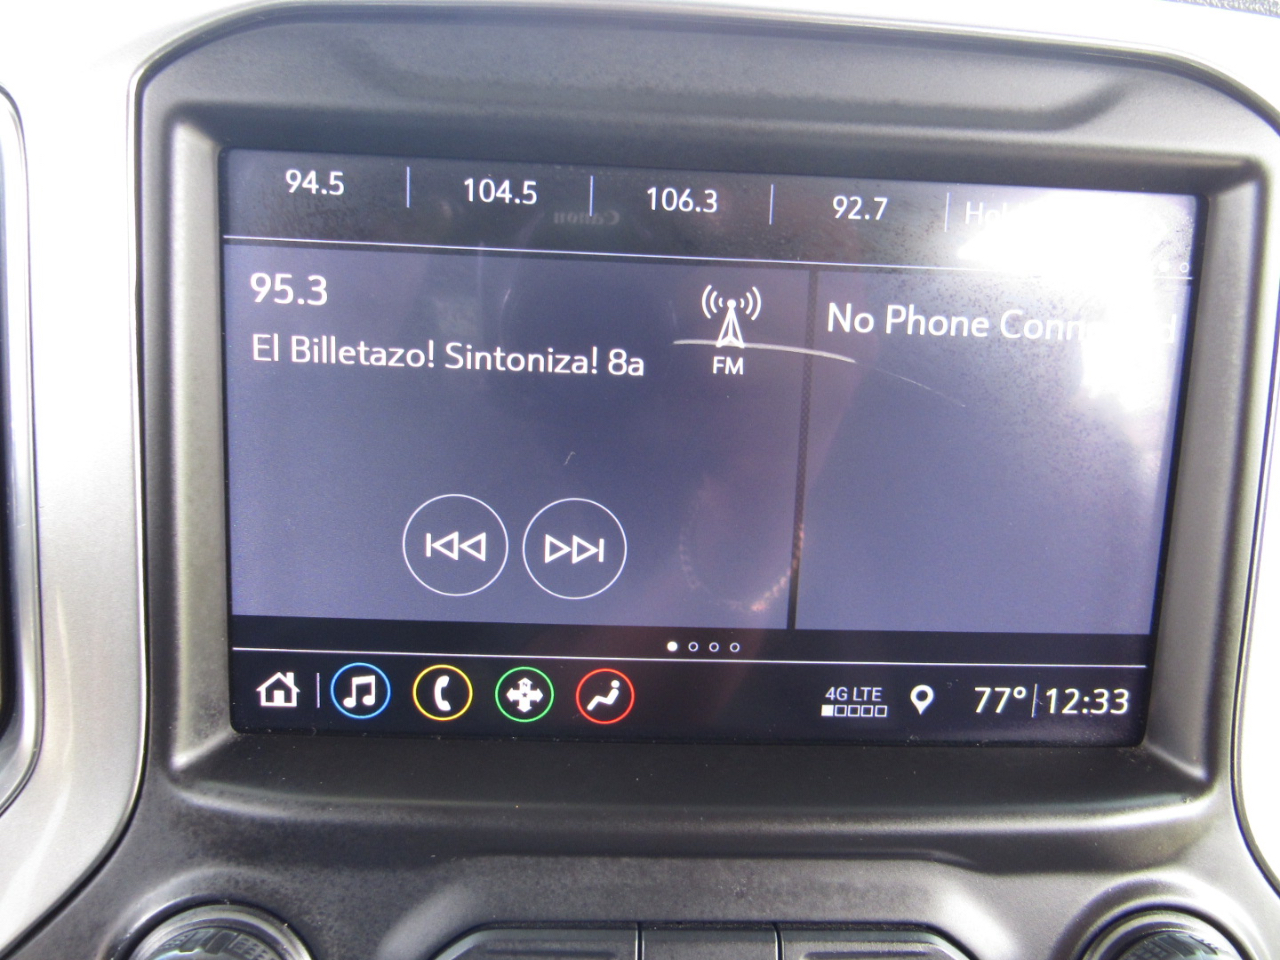 94.5 104.5 106.3 92.7
95.3
El Billetazo! Sintoniza! 8a
FM
No Phone
4G LTE
77° 12:33